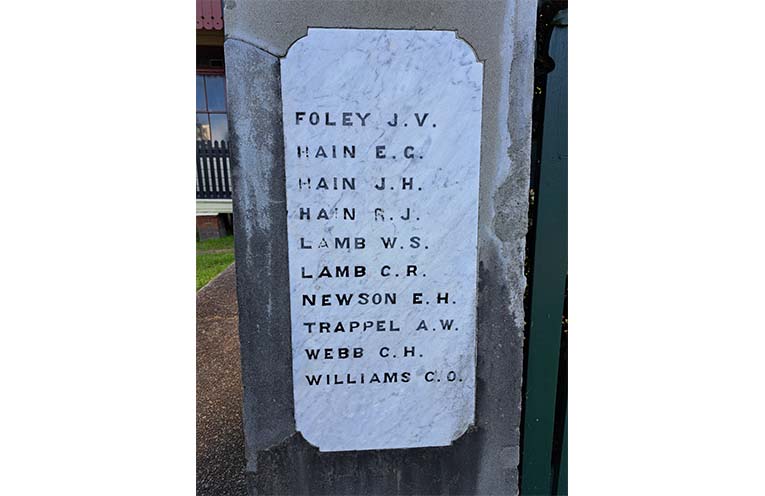 FOLEY J.V.
HAIN E.G.
HAIN J.H.
HAIN R.J.
LAMB W.S.
LAMB C.R.
NEWSON E.H.
TRAPPEL A.W.
WEBB C.H.
WILLIAMS C.O.